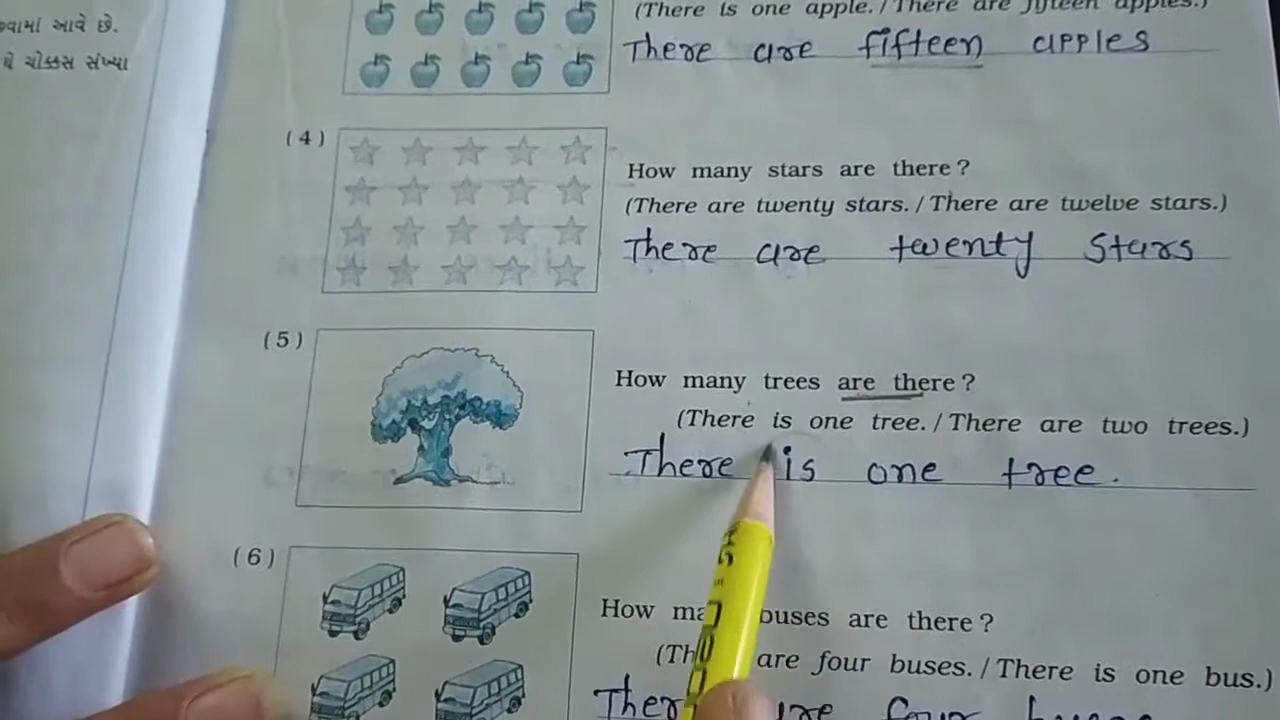 વામાં આવે છે.
ચોક્કસ સંખ્યા
(There is one apple./There are fifteen apples.)
There are fifteen apples
(4)
How many stars are there?
(There are twenty stars./There are twelve stars.)
There are twenty stars
(5)
How many trees are there?
(There is one tree./There are two trees.)
There is one tree.
(6)
How buses are there?
are four buses./There is one bus.)
four